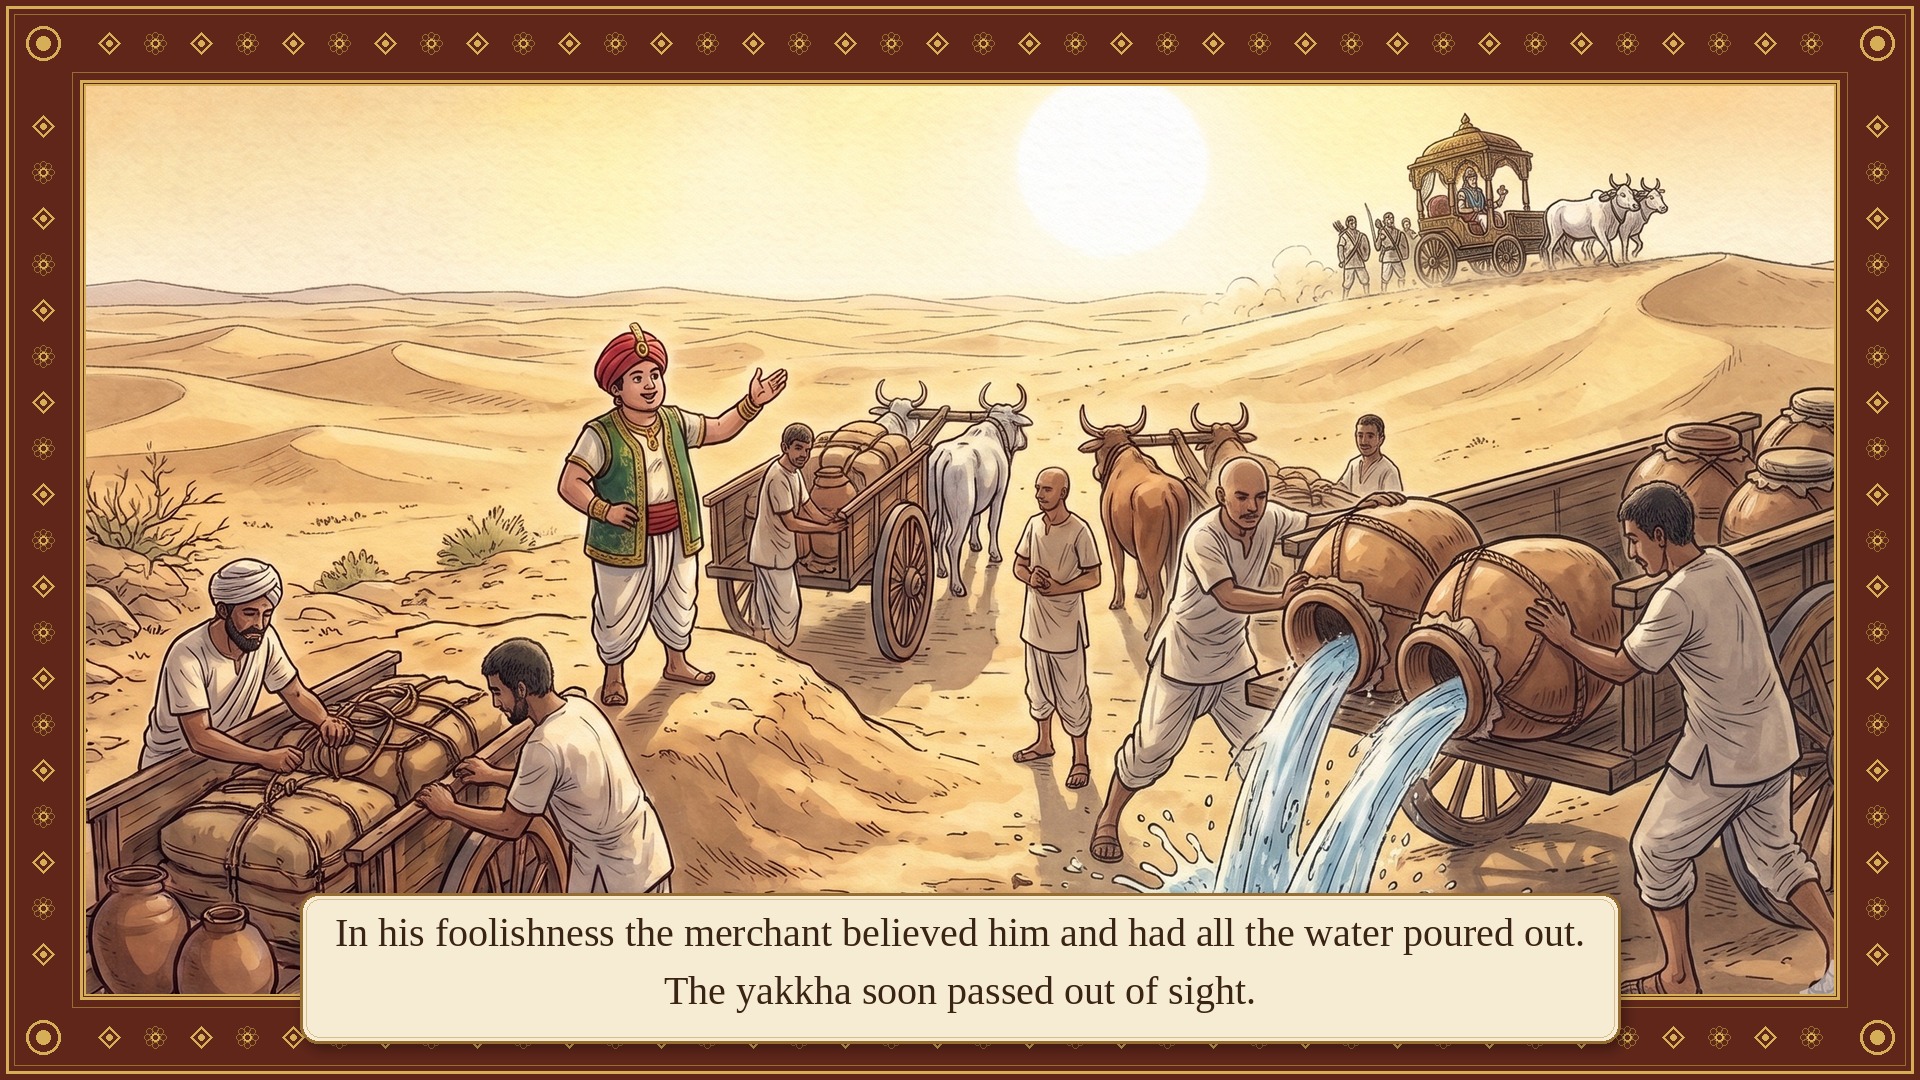 In his foolishness the merchant believed him and had all the water poured out.
The yakkha soon passed out of sight.